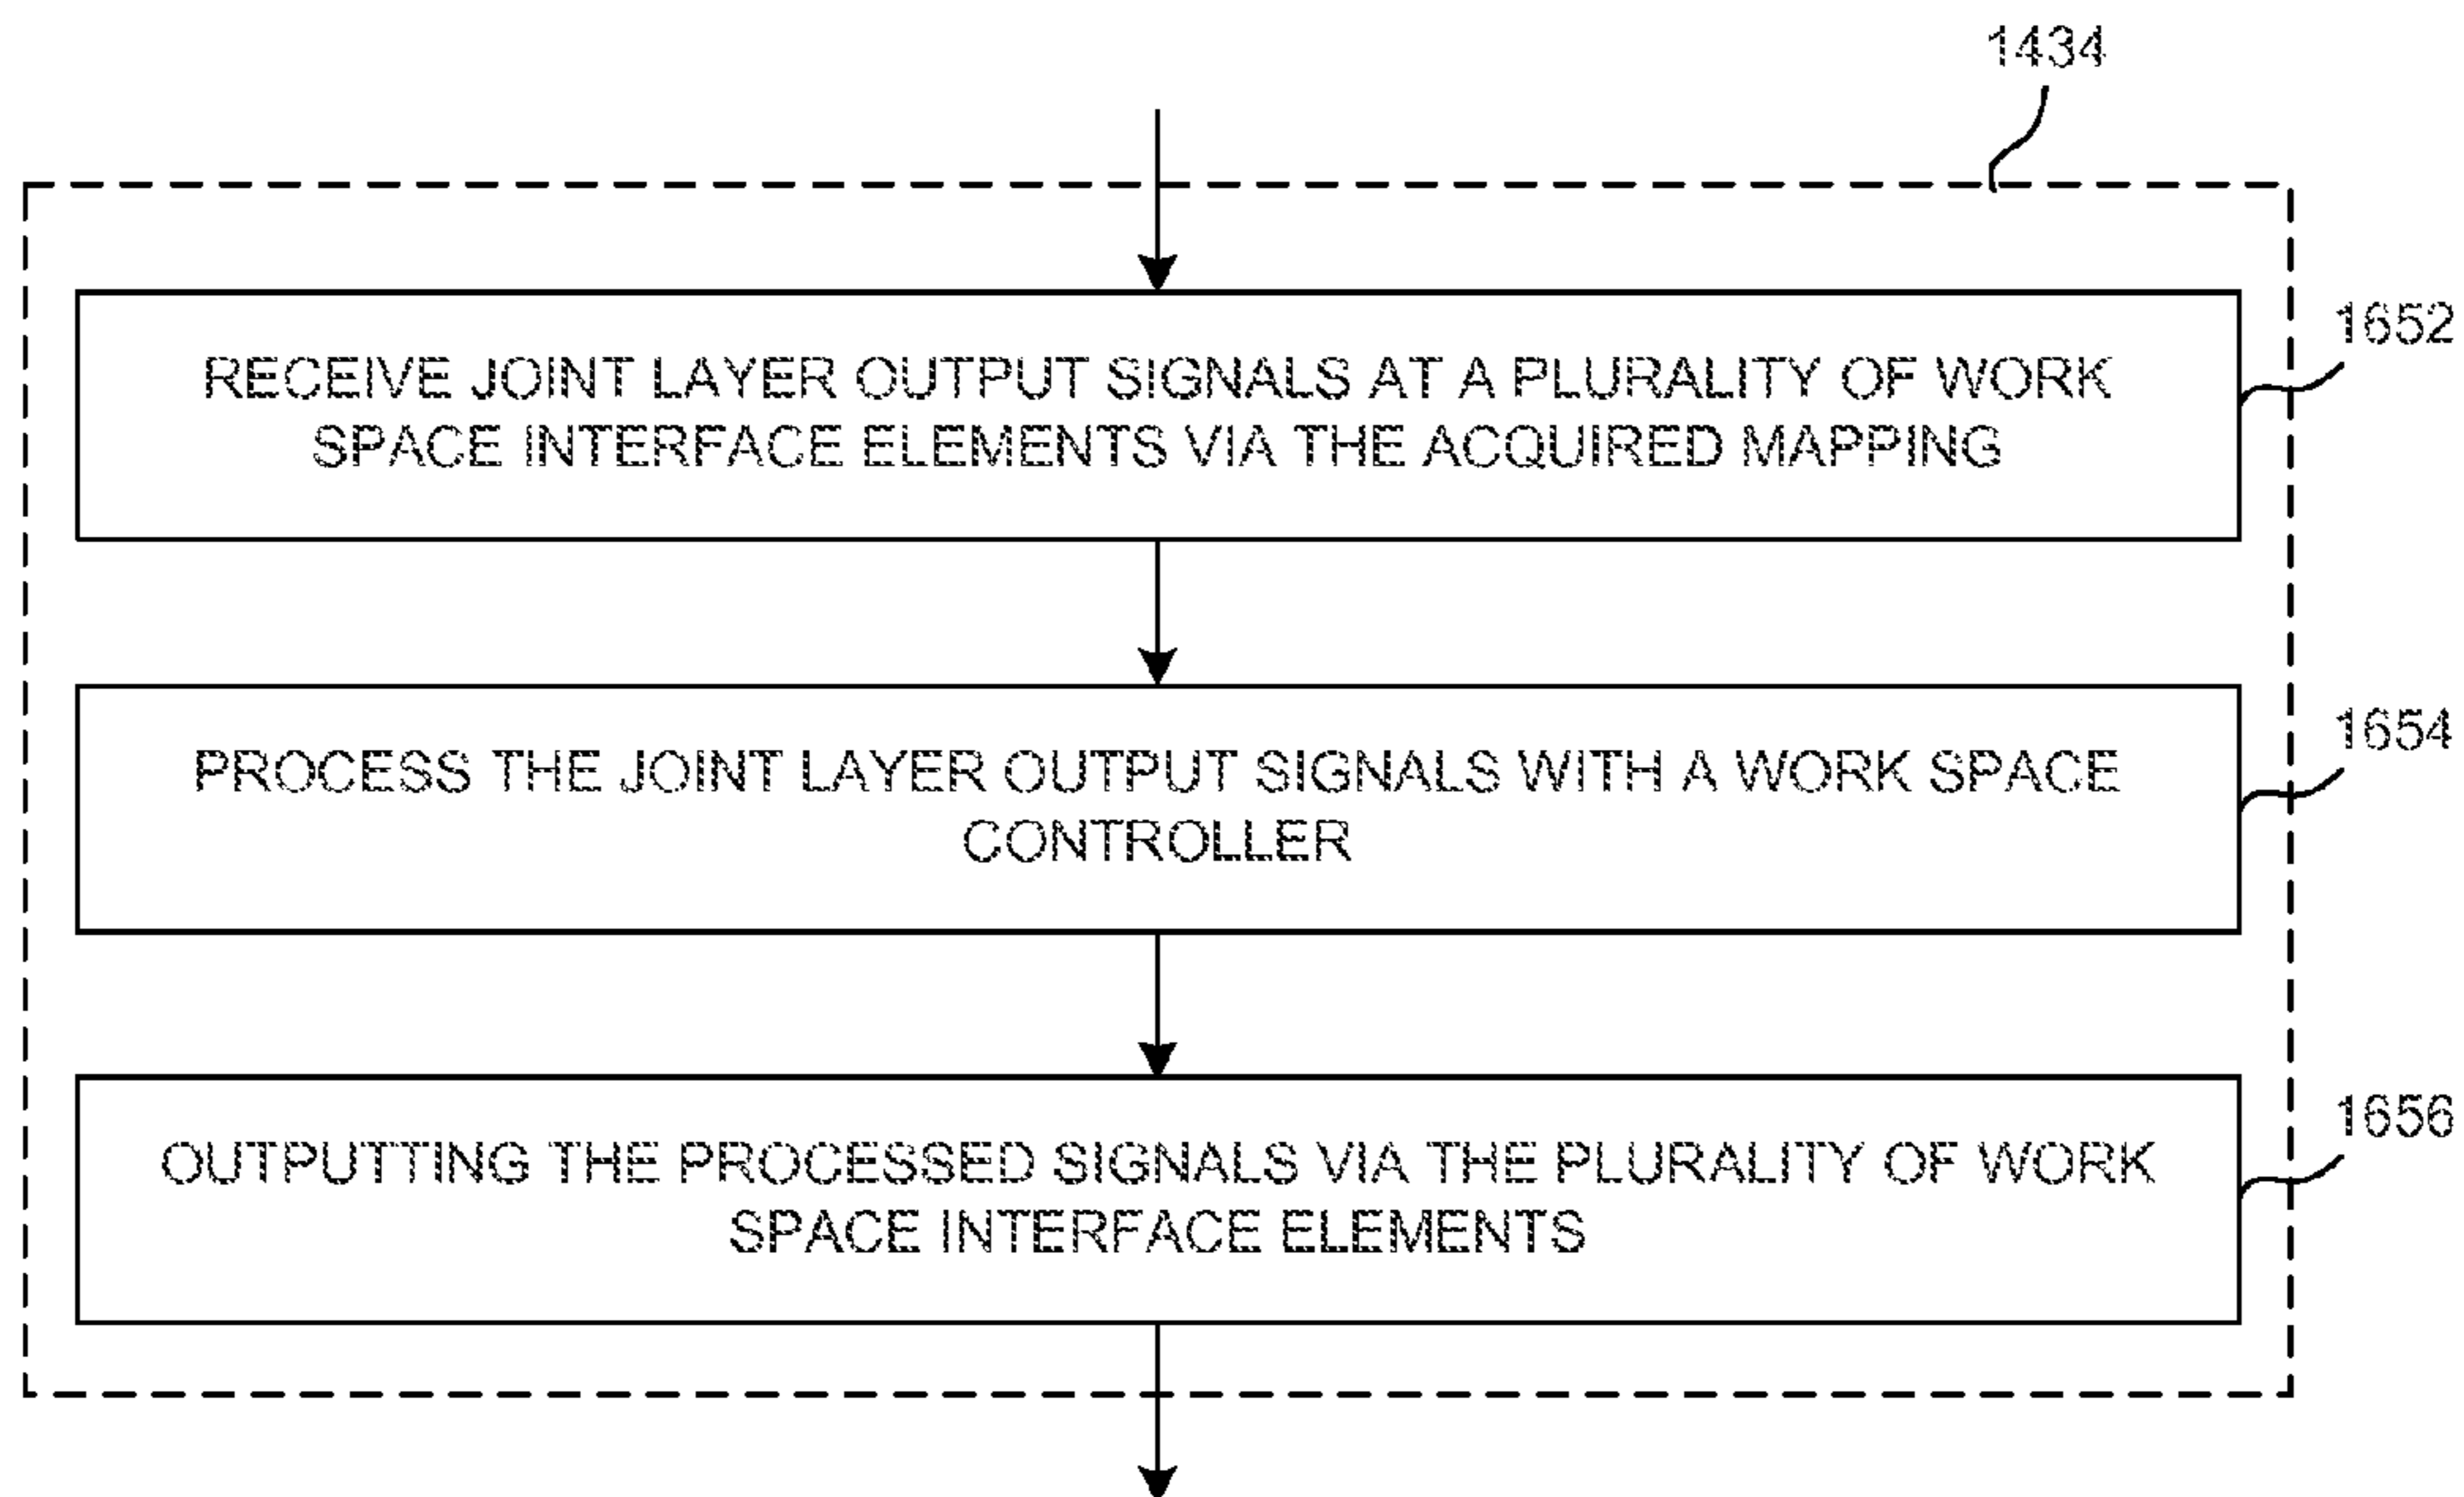 1434
RECEIVE JOINT LAYER OUTPUT SIGNALS AT A PLURALITY OF WORK
SPACE INTERFACE ELEMENTS VIA THE ACQUIRED MAPPING
1652
PROCESS THE JOINT LAYER OUTPUT SIGNALS WITH A WORK SPACE
CONTROLLER
1654
OUTPUTTING THE PROCESSED SIGNALS VIA THE PLURALITY OF WORK
SPACE INTERFACE ELEMENTS
1656